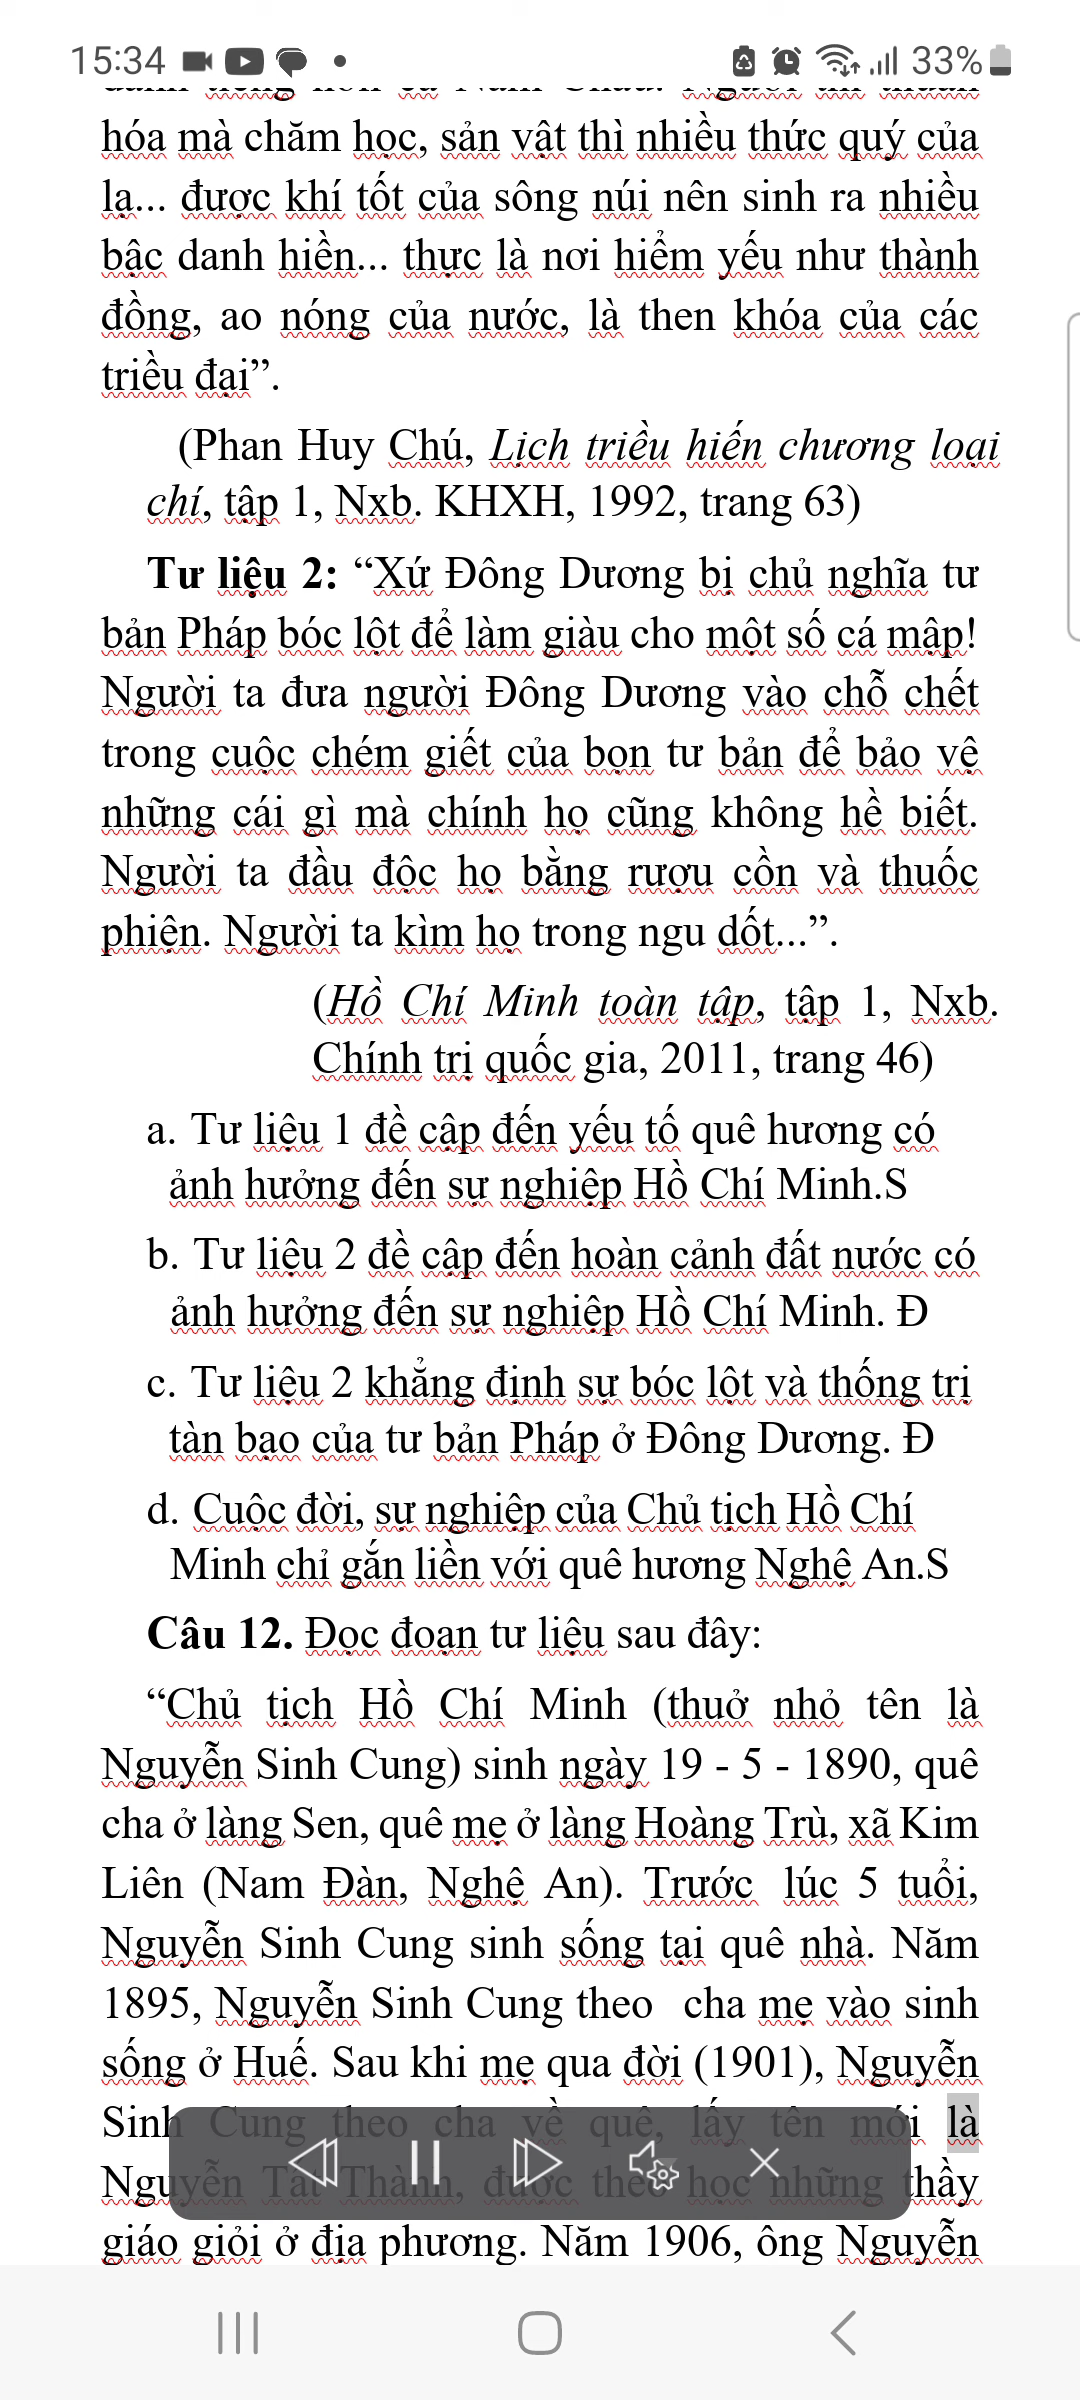 15:34 33%
hóa mà chăm học, sản vật thì nhiều thức quý của
lạ... được khí tốt của sông núi nên sinh ra nhiều
bậc danh hiền... thực là nơi hiểm yếu như thành
đồng, ao nóng của nước, là then khóa của các
triều đại”.
(Phan Huy Chú, Lịch triều hiến chương loại
chí, tập 1, Nxb. KHXH, 1992, trang 63)
Tư liệu 2: “Xứ Đông Dương bị chủ nghĩa tư
bản Pháp bóc lột để làm giàu cho một số cá mập!
Người ta đưa người Đông Dương vào chỗ chết
trong cuộc chém giết của bọn tư bản để bảo vệ
những cái gì mà chính họ cũng không hề biết.
Người ta đầu độc họ bằng rượu cồn và thuốc
phiện. Người ta kìm họ trong ngu dốt...”.
(Hồ Chí Minh toàn tập, tập 1, Nxb.
Chính trị quốc gia, 2011, trang 46)
a. Tư liệu 1 đề cập đến yếu tố quê hương có
ảnh hưởng đến sự nghiệp Hồ Chí Minh.S
b. Tư liệu 2 đề cập đến hoàn cảnh đất nước có
ảnh hưởng đến sự nghiệp Hồ Chí Minh. Đ
c. Tư liệu 2 khẳng định sự bóc lột và thống trị
tàn bạo của tư bản Pháp ở Đông Dương. Đ
d. Cuộc đời, sự nghiệp của Chủ tịch Hồ Chí
Minh chỉ gắn liền với quê hương Nghệ An.S
Câu 12. Đọc đoạn tư liệu sau đây:
“Chủ tịch Hồ Chí Minh (thuở nhỏ tên là
Nguyễn Sinh Cung) sinh ngày 19 - 5 - 1890, quê
cha ở làng Sen, quê mẹ ở làng Hoàng Trù, xã Kim
Liên (Nam Đàn, Nghệ An). Trước lúc 5 tuổi,
Nguyễn Sinh Cung sinh sống tại quê nhà. Năm
1895, Nguyễn Sinh Cung theo cha mẹ vào sinh
sống ở Huế. Sau khi mẹ qua đời (1901), Nguyễn
Sinh Cung theo cha về quê, lấy tên mới là
Nguyễn Tất Thành, được theo học những thầy
giáo giỏi ở địa phương. Năm 1906, ông Nguyễn